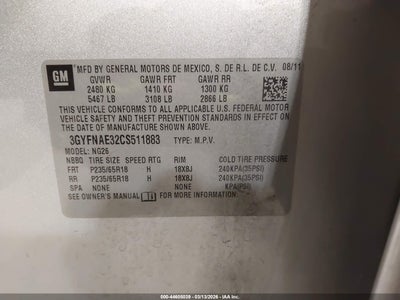 GM
MFD BY GENERAL MOTORS DE MEXICO, S. DE R.L. DE C.V. 08/11
GVWR GAWR FRT GAWR RR
2480 KG 1410 KG 1300 KG
5467 LB 3108 LB 2866 LB
THIS VEHICLE CONFORMS TO ALL APPLICABLE U.S. FEDERAL MOTOR
VEHICLE SAFETY AND THEFT PREVENTION STANDARDS IN EFFECT
ON THE DATE OF MANUFACTURE SHOWN ABOVE.
3GYFNAE32CS511883 TYPE: M.P.V.
MODEL: NG26
NBBQ TIRE SIZE SPEED RTG RIM COLD TIRE PRESSURE
FRT P235/65R18 H 18X8J 240KPA(35PSI)
RR P235/65R18 H 18X8J 240KPA(35PSI)
SPA NONE NONE KPA(PSI)
SEE OWNER'S MANUAL FOR ADDITIONAL INFORMATION
000-44605039 - 03/13/2026 - IAAI.COM